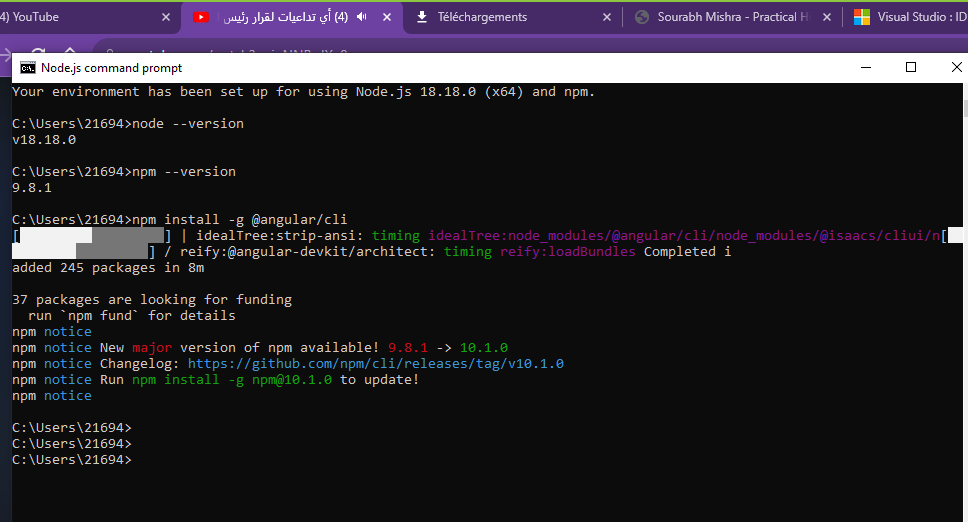 4) YouTube
(4) أي تداعيات لقرار رئيس
Téléchargements
Sourabh Mishra - Practical H
Visual Studio : ID
Node.js command prompt
Your environment has been set up for using Node.js 18.18.0 (x64) and npm.
C:\Users\21694>node --version
v18.18.0
C:\Users\21694>npm --version
9.8.1
C:\Users\21694>npm install -g @angular/cli
[ ] | idealTree:strip-ansi: timing idealTree:node_modules/@angular/cli/node_modules/@isaacs/cliui/n[
] / reify:@angular-devkit/architect: timing reify:loadBundles Completed i
added 245 packages in 8m
37 packages are looking for funding
run `npm fund` for details
npm notice
npm notice New major version of npm available! 9.8.1 -> 10.1.0
npm notice Changelog: https://github.com/npm/cli/releases/tag/v10.1.0
npm notice Run npm install -g npm@10.1.0 to update!
npm notice
C:\Users\21694>
C:\Users\21694>
C:\Users\21694>